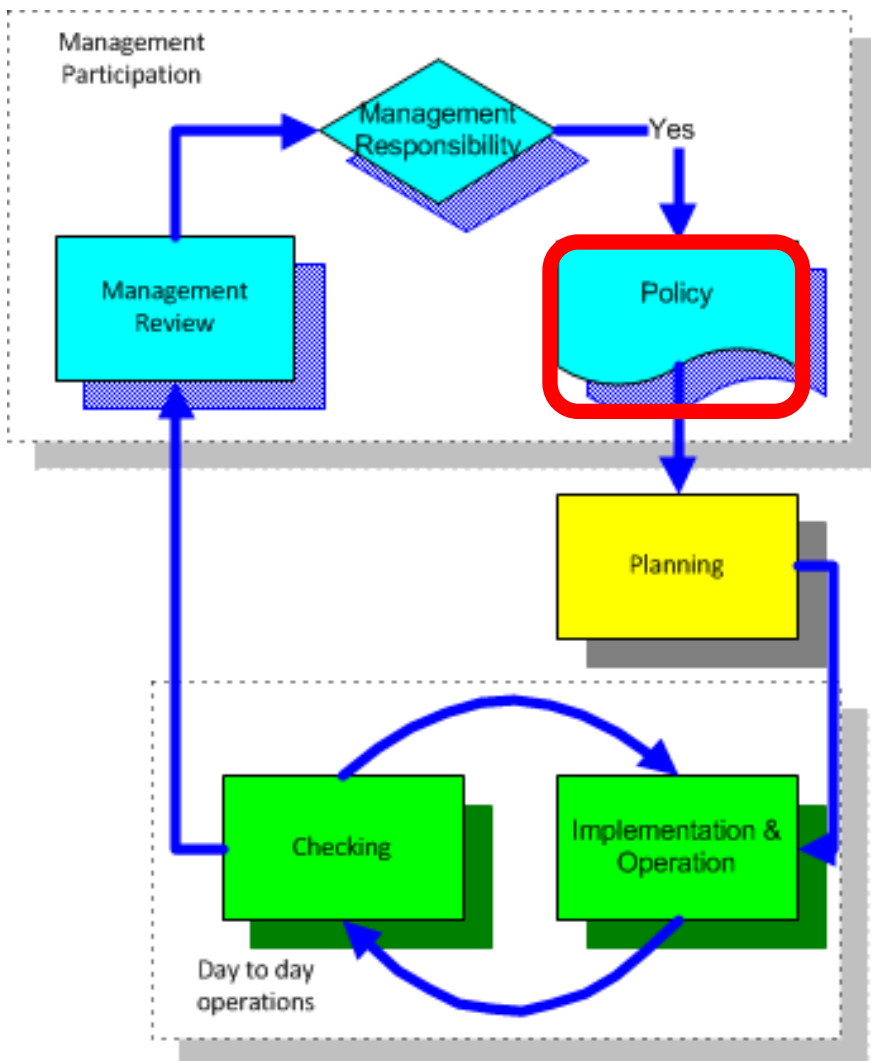 Management
Participation
Management
Responsibility
Yes
Management
Review
Policy
Planning
Checking
Implementation &
Operation
Day to day
operations